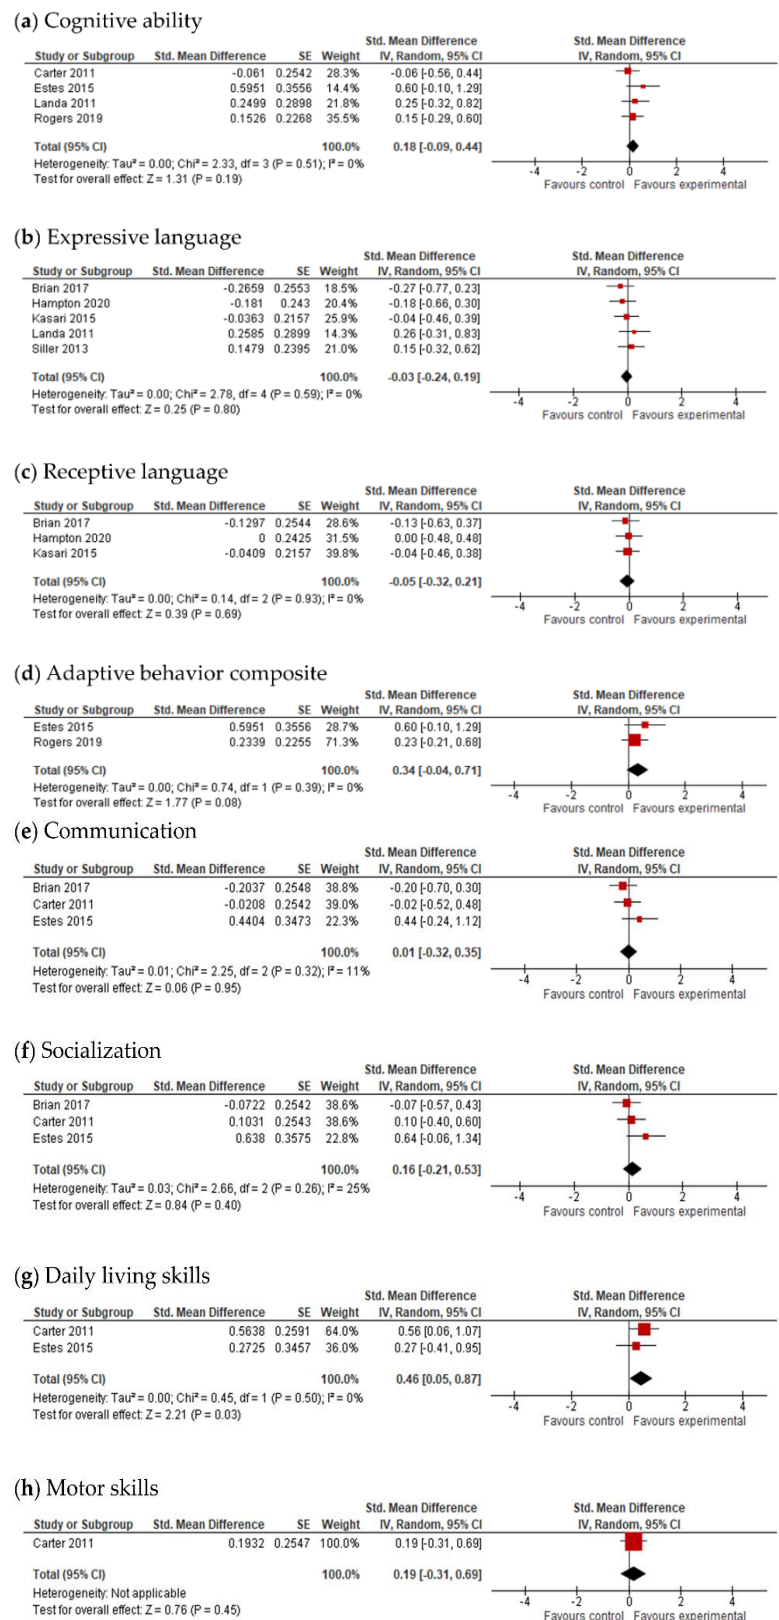 (a) Cognitive ability
Std. Mean Difference Std. Mean Difference
Study or Subgroup Std. Mean Difference SE Weight IV, Random, 95% CI IV, Random, 95% CI
Carter 2011 -0.061 0.2542 28.3% -0.06 [-0.56, 0.44]
Estes 2015 0.5951 0.3556 14.4% 0.60 [-0.10, 1.29]
Landa 2011 0.2499 0.2898 21.8% 0.25 [-0.32, 0.82]
Rogers 2019 0.1526 0.2268 35.5% 0.15 [-0.29, 0.60]
Total (95% CI) 100.0% 0.18 [-0.09, 0.44]
Heterogeneity: Tau² = 0.00; Chi² = 2.33, df = 3 (P = 0.51); I² = 0%
Test for overall effect: Z = 1.31 (P = 0.19)
-4 -2 0 2 4
Favours control Favours experimental
(b) Expressive language
Std. Mean Difference Std. Mean Difference
Study or Subgroup Std. Mean Difference SE Weight IV, Random, 95% CI IV, Random, 95% CI
Brian 2017 -0.2659 0.2553 18.5% -0.27 [-0.77, 0.23]
Hampton 2020 -0.181 0.243 20.4% -0.18 [-0.66, 0.30]
Kasari 2015 -0.0363 0.2157 25.9% -0.04 [-0.46, 0.39]
Landa 2011 0.2585 0.2899 14.3% 0.26 [-0.31, 0.83]
Siller 2013 0.1479 0.2395 21.0% 0.15 [-0.32, 0.62]
Total (95% CI) 100.0% -0.03 [-0.24, 0.19]
Heterogeneity: Tau² = 0.00; Chi² = 2.78, df = 4 (P = 0.59); I² = 0%
Test for overall effect: Z = 0.25 (P = 0.80)
-4 -2 0 2 4
Favours control Favours experimental
(c) Receptive language
Std. Mean Difference Std. Mean Difference
Study or Subgroup Std. Mean Difference SE Weight IV, Random, 95% CI IV, Random, 95% CI
Brian 2017 -0.1297 0.2544 28.6% -0.13 [-0.63, 0.37]
Hampton 2020 0 0.2425 31.5% 0.00 [-0.48, 0.48]
Kasari 2015 -0.0409 0.2157 39.8% -0.04 [-0.46, 0.38]
Total (95% CI) 100.0% -0.05 [-0.32, 0.21]
Heterogeneity: Tau² = 0.00; Chi² = 0.14, df = 2 (P = 0.93); I² = 0%
Test for overall effect: Z = 0.39 (P = 0.69)
-4 -2 0 2 4
Favours control Favours experimental
(d) Adaptive behavior composite
Std. Mean Difference Std. Mean Difference
Study or Subgroup Std. Mean Difference SE Weight IV, Random, 95% CI IV, Random, 95% CI
Estes 2015 0.5951 0.3556 28.7% 0.60 [-0.10, 1.29]
Rogers 2019 0.2339 0.2255 71.3% 0.23 [-0.21, 0.68]
Total (95% CI) 100.0% 0.34 [-0.04, 0.71]
Heterogeneity: Tau² = 0.00; Chi² = 0.74, df = 1 (P = 0.39); I² = 0%
Test for overall effect: Z = 1.77 (P = 0.08)
-4 -2 0 2 4
Favours control Favours experimental
(e) Communication
Std. Mean Difference Std. Mean Difference
Study or Subgroup Std. Mean Difference SE Weight IV, Random, 95% CI IV, Random, 95% CI
Brian 2017 -0.2037 0.2548 38.8% -0.20 [-0.70, 0.30]
Carter 2011 -0.0208 0.2542 39.0% -0.02 [-0.52, 0.48]
Estes 2015 0.4404 0.3473 22.3% 0.44 [-0.24, 1.12]
Total (95% CI) 100.0% 0.01 [-0.32, 0.35]
Heterogeneity: Tau² = 0.01; Chi² = 2.25, df = 2 (P = 0.32); I² = 11%
Test for overall effect: Z = 0.06 (P = 0.95)
-4 -2 0 2 4
Favours control Favours experimental
(f) Socialization
Std. Mean Difference Std. Mean Difference
Study or Subgroup Std. Mean Difference SE Weight IV, Random, 95% CI IV, Random, 95% CI
Brian 2017 -0.0722 0.2542 38.6% -0.07 [-0.57, 0.43]
Carter 2011 0.1031 0.2543 38.6% 0.10 [-0.40, 0.60]
Estes 2015 0.638 0.3575 22.8% 0.64 [-0.06, 1.34]
Total (95% CI) 100.0% 0.16 [-0.21, 0.53]
Heterogeneity: Tau² = 0.03; Chi² = 2.66, df = 2 (P = 0.26); I² = 25%
Test for overall effect: Z = 0.84 (P = 0.40)
-4 -2 0 2 4
Favours control Favours experimental
(g) Daily living skills
Std. Mean Difference Std. Mean Difference
Study or Subgroup Std. Mean Difference SE Weight IV, Random, 95% CI IV, Random, 95% CI
Carter 2011 0.5638 0.2591 64.0% 0.56 [0.06, 1.07]
Estes 2015 0.2725 0.3457 36.0% 0.27 [-0.41, 0.95]
Total (95% CI) 100.0% 0.46 [0.05, 0.87]
Heterogeneity: Tau² = 0.00; Chi² = 0.45, df = 1 (P = 0.50); I² = 0%
Test for overall effect: Z = 2.21 (P = 0.03)
-4 -2 0 2 4
Favours control Favours experimental
(h) Motor skills
Std. Mean Difference Std. Mean Difference
Study or Subgroup Std. Mean Difference SE Weight IV, Random, 95% CI IV, Random, 95% CI
Carter 2011 0.1932 0.2547 100.0% 0.19 [-0.31, 0.69]
Total (95% CI) 100.0% 0.19 [-0.31, 0.69]
Heterogeneity: Not applicable
Test for overall effect: Z = 0.76 (P = 0.45)
-4 -2 0 2 4
Favours control Favours experimental